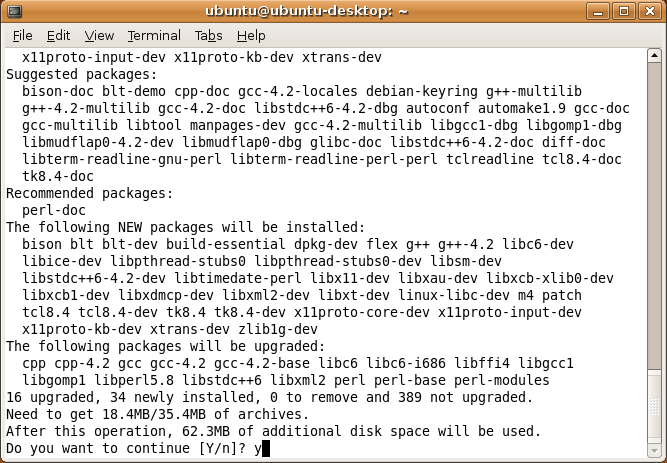 ubuntu@ubuntu-desktop: ~
File Edit View Terminal Tabs Help
x11proto-input-dev x11proto-kb-dev xtrans-dev
Suggested packages:
bison-doc blt-demo cpp-doc gcc-4.2-locales debian-keyring g++-multilib
g++-4.2-multilib gcc-4.2-doc libstdc++6-4.2-dbg autoconf automake1.9 gcc-doc
gcc-multilib libtool manpages-dev gcc-4.2-multilib libgcc1-dbg libgomp1-dbg
libmudflap0-4.2-dev libmudflap0-dbg glibc-doc libstdc++6-4.2-doc diff-doc
libterm-readline-gnu-perl libterm-readline-perl-perl tclreadline tcl8.4-doc
tk8.4-doc
Recommended packages:
perl-doc
The following NEW packages will be installed:
bison blt blt-dev build-essential dpkg-dev flex g++ g++-4.2 libc6-dev
libice-dev libpthread-stubs0 libpthread-stubs0-dev libsm-dev
libstdc++6-4.2-dev libtimedate-perl libx11-dev libxau-dev libxcb-xlib0-dev
libxcb1-dev libxdmcp-dev libxml2-dev libxt-dev linux-libc-dev m4 patch
tcl8.4 tcl8.4-dev tk8.4 tk8.4-dev x11proto-core-dev x11proto-input-dev
x11proto-kb-dev xtrans-dev zlib1g-dev
The following packages will be upgraded:
cpp cpp-4.2 gcc gcc-4.2 gcc-4.2-base libc6 libc6-i686 libffi4 libgcc1
libgomp1 libperl5.8 libstdc++6 libxml2 perl perl-base perl-modules
16 upgraded, 34 newly installed, 0 to remove and 389 not upgraded.
Need to get 18.4MB/35.4MB of archives.
After this operation, 62.3MB of additional disk space will be used.
Do you want to continue [Y/n]? y